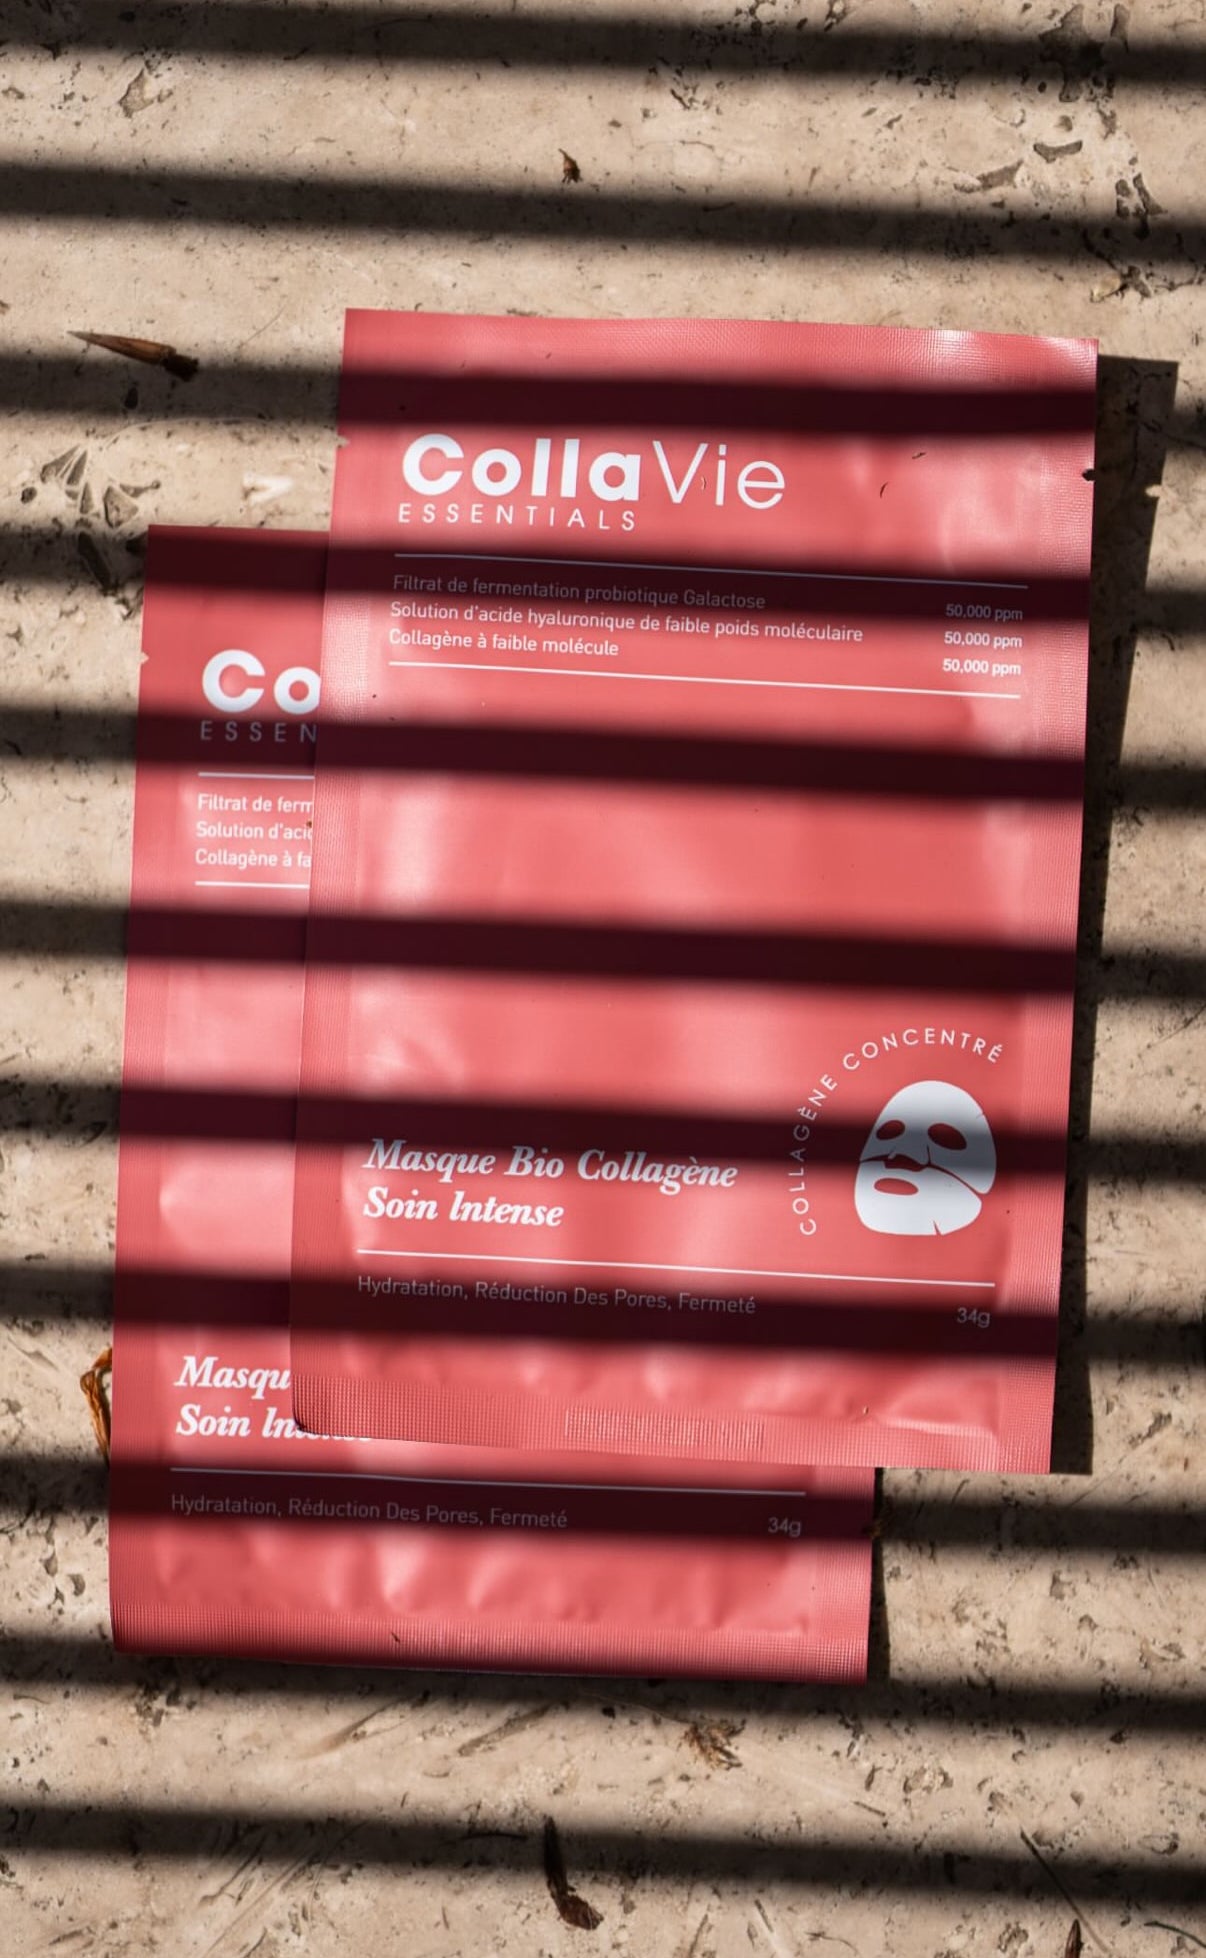 CollaVie
ESSENTIALS
Filtrat de fermentation probiotique Galactose 50,000 ppm
Solution d'acide hyaluronique de faible poids moléculaire 50,000 ppm
Collagène à faible molécule 50,000 ppm
COLLAGÈNE CONCENTRÉ
Masque Bio Collagène
Soin Intense
Hydratation, Réduction Des Pores, Fermeté 34g
Co
ESSEN
Filtrat de ferm
Solution d'acid
Collagène à fa
Masqu
Soin Intense
Hydratation, Réduction Des Pores, Fermeté 34g